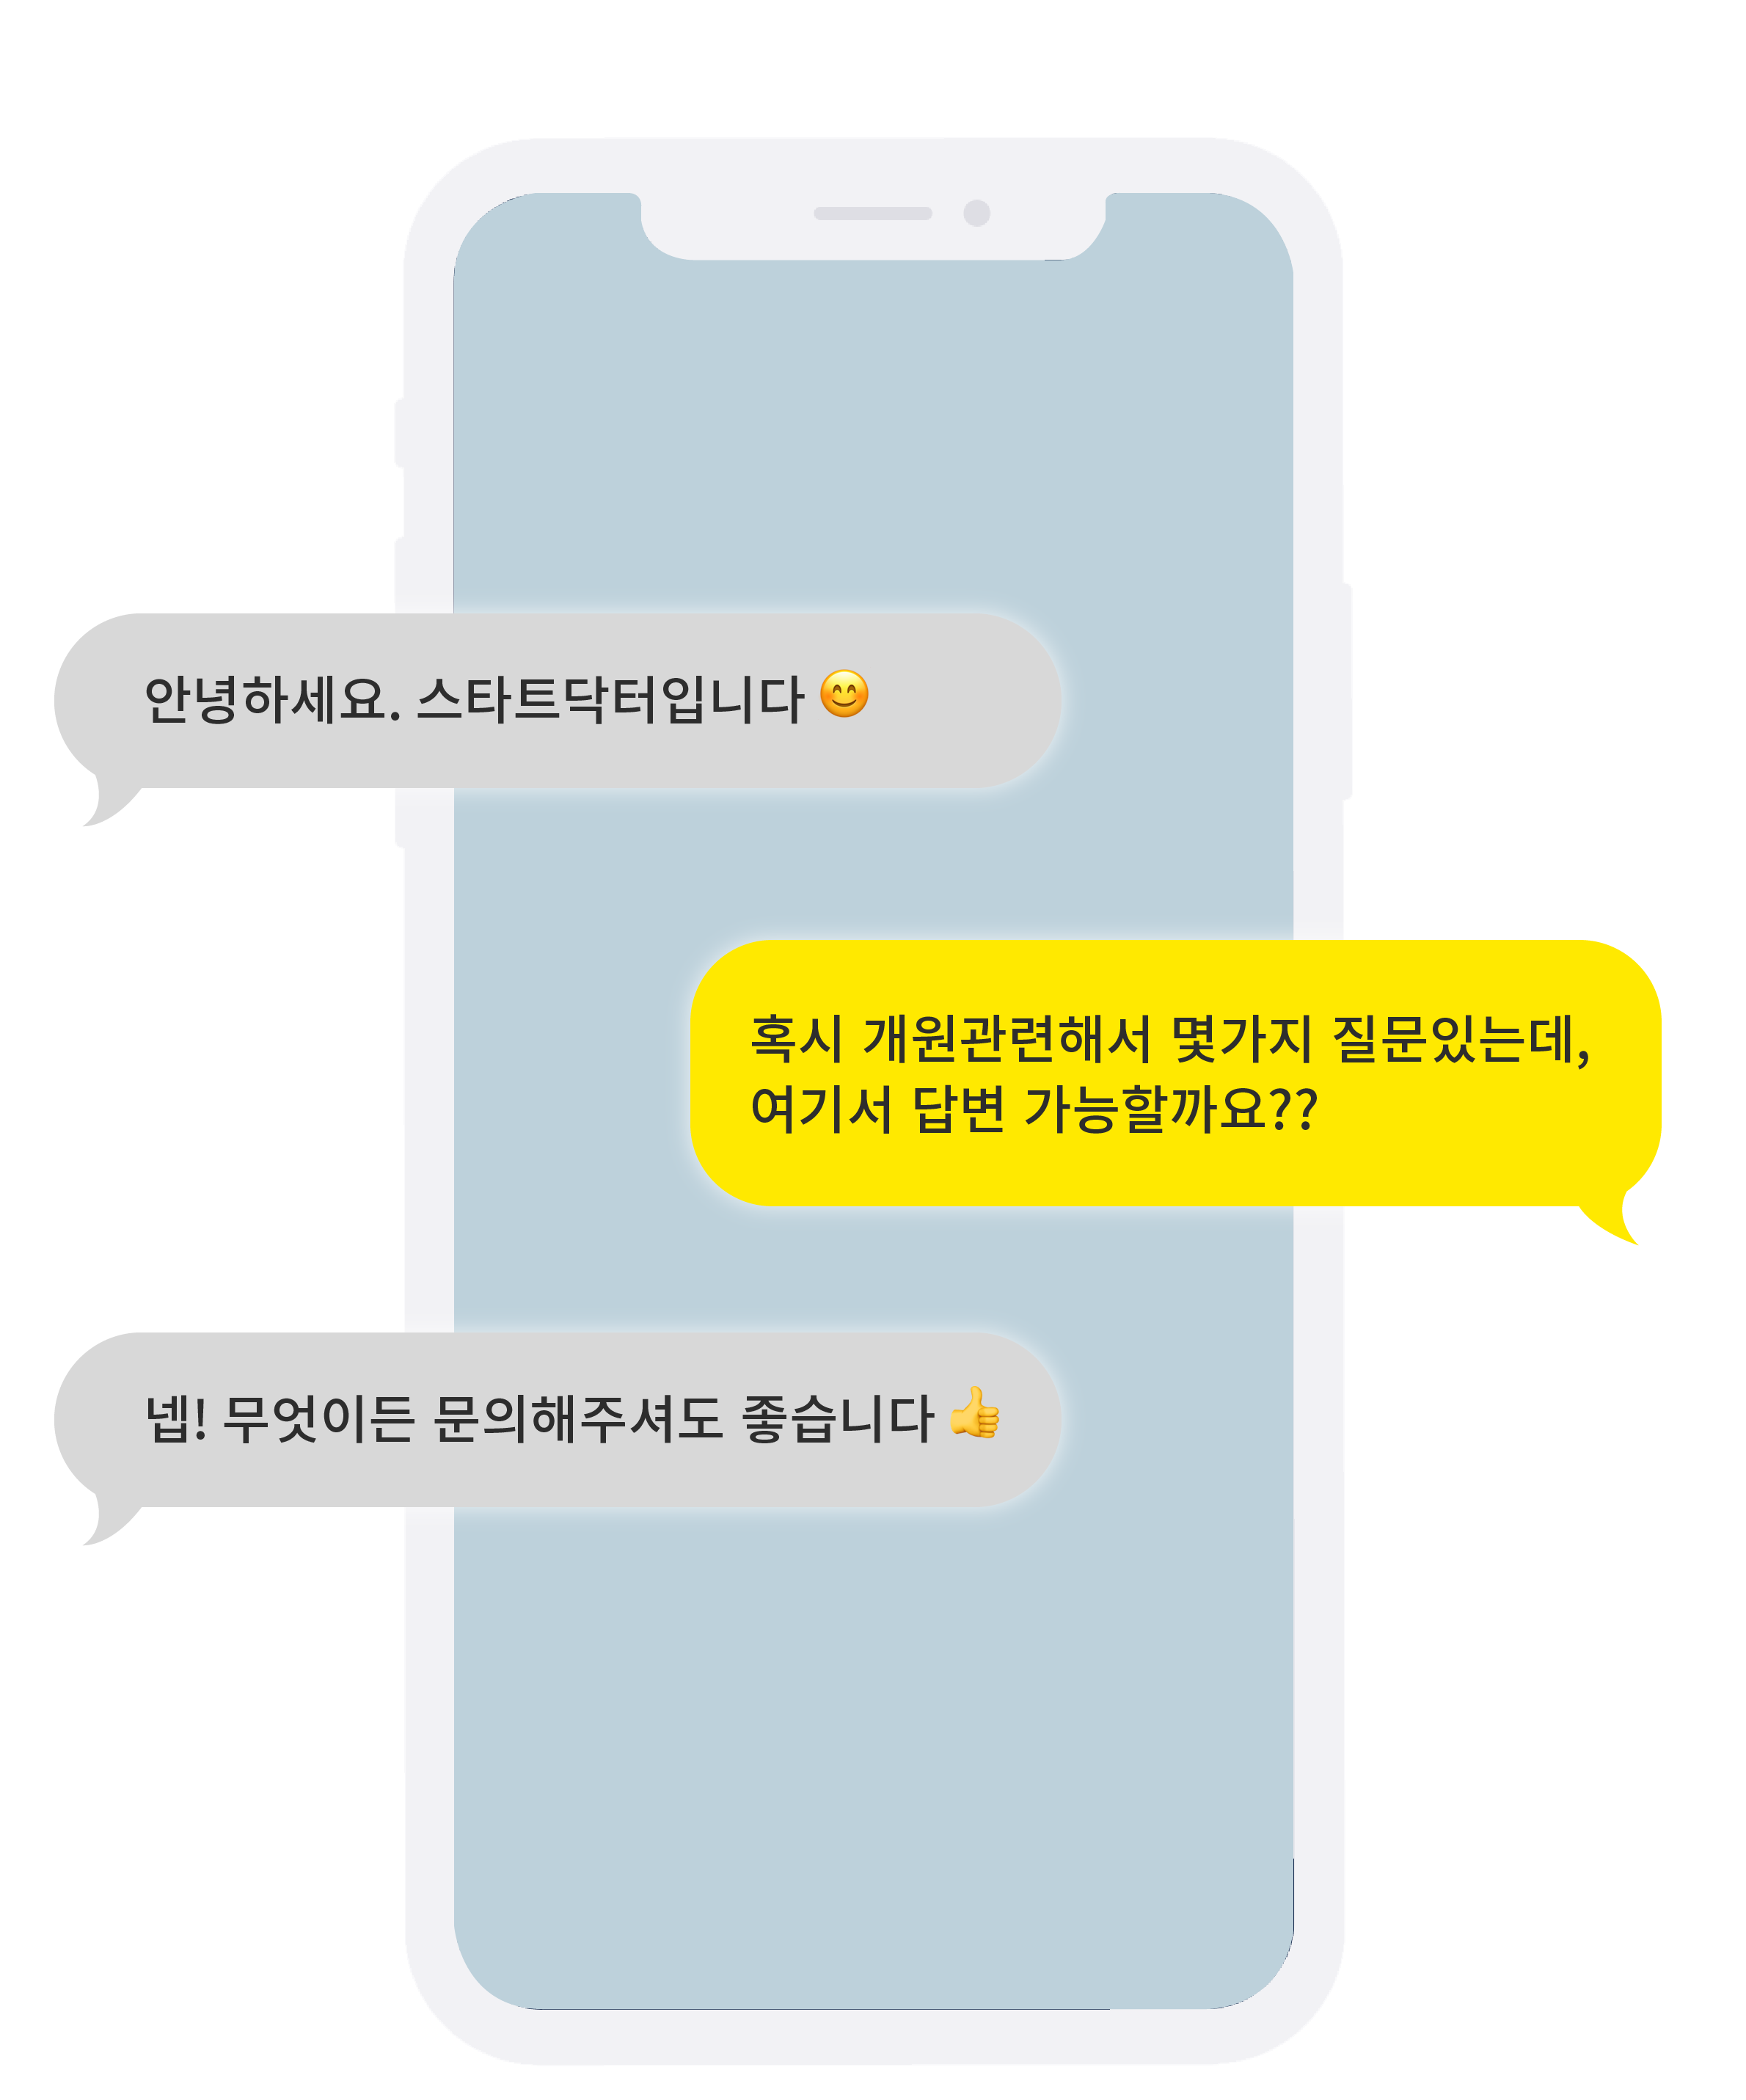 안녕하세요. 스타트닥터입니다 😊
혹시 개원관련해서 몇가지 질문있는데,
여기서 답변 가능할까요??
넵! 무엇이든 문의해주셔도 좋습니다 👍